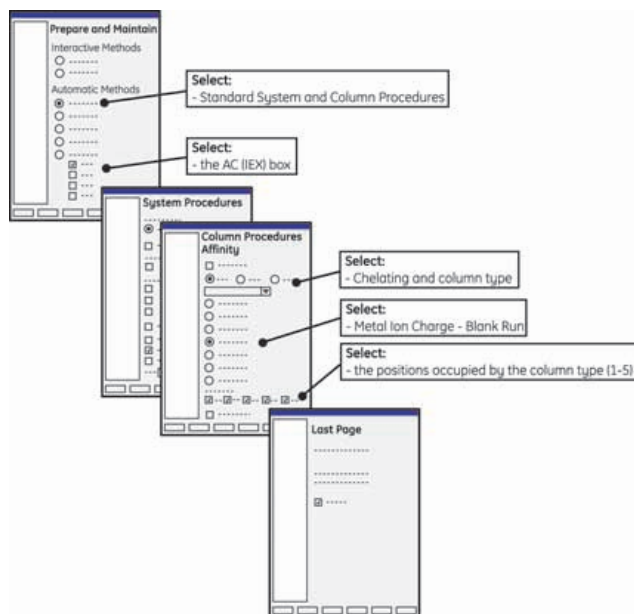 Prepare and Maintain
Interactive Methods
Automatic Methods
Select:
- Standard System and Column Procedures
Select:
- the AC (IEX) box
System Procedures
Column Procedures
Affinity
Select:
- Chelating and column type
Select:
- Metal Ion Charge - Blank Run
Select:
- the positions occupied by the column type (1-5)
Last Page